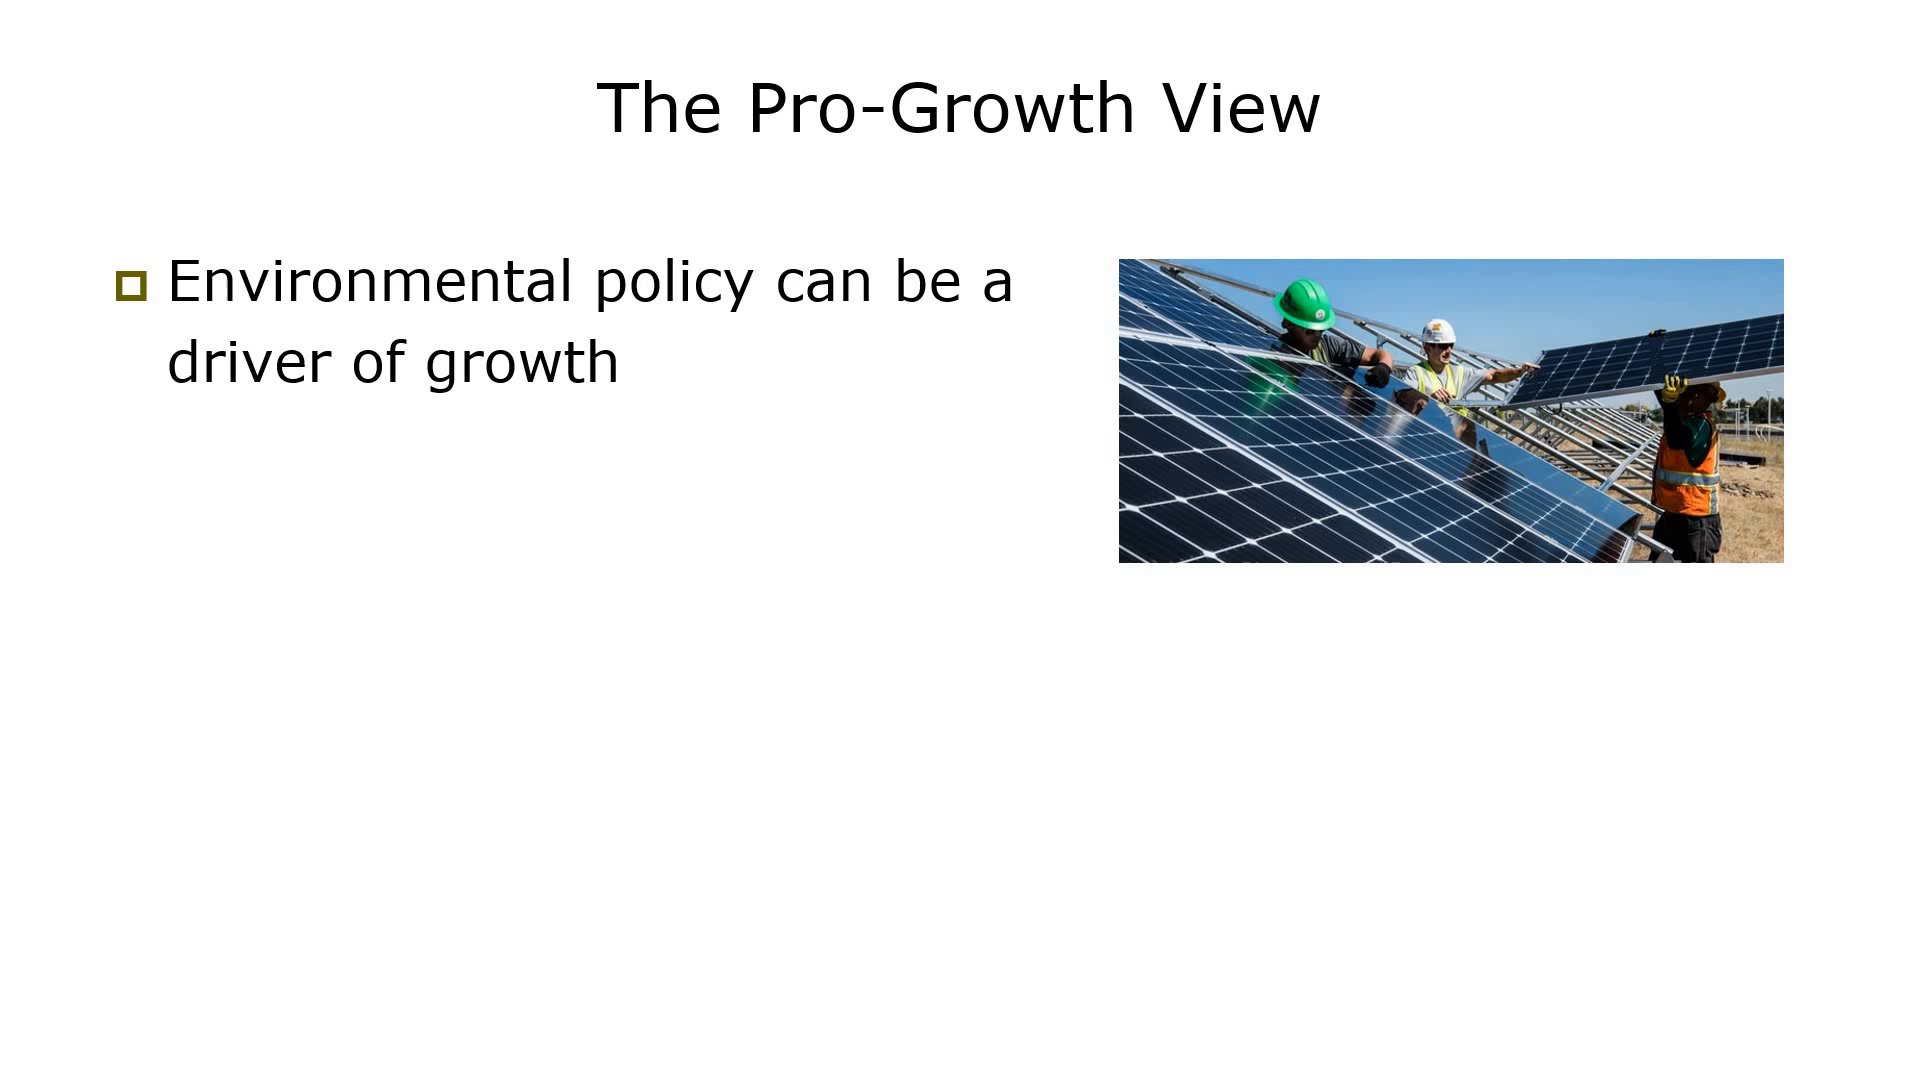 The Pro-Growth View
Environmental policy can be a
driver of growth